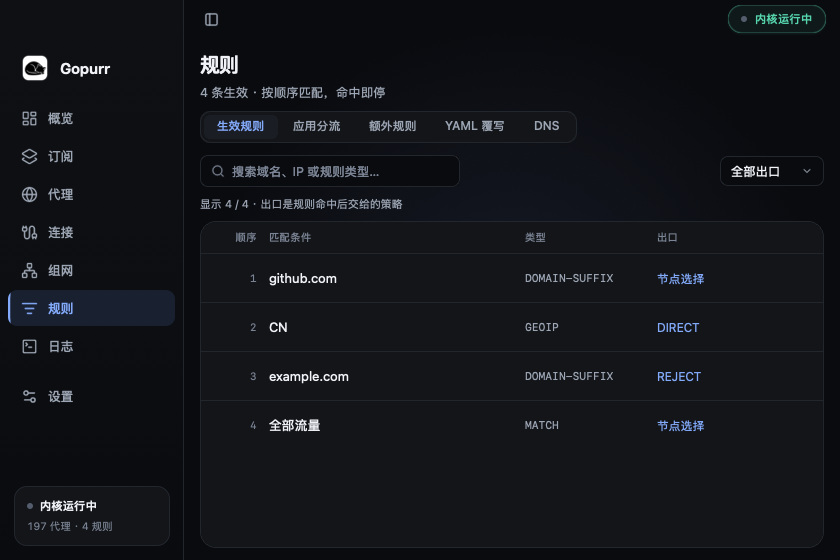 内核运行中
Gopurr
概览
订阅
代理
连接
组网
规则
日志
设置
内核运行中
197 代理 · 4 规则
规则
4 条生效 · 按顺序匹配，命中即停
生效规则 应用分流 额外规则 YAML 覆写 DNS
搜索域名、IP 或规则类型... 全部出口
显示 4 / 4 · 出口是规则命中后交给的策略
顺序 匹配条件 类型 出口
1 github.com DOMAIN-SUFFIX 节点选择
2 CN GEOIP DIRECT
3 example.com DOMAIN-SUFFIX REJECT
4 全部流量 MATCH 节点选择